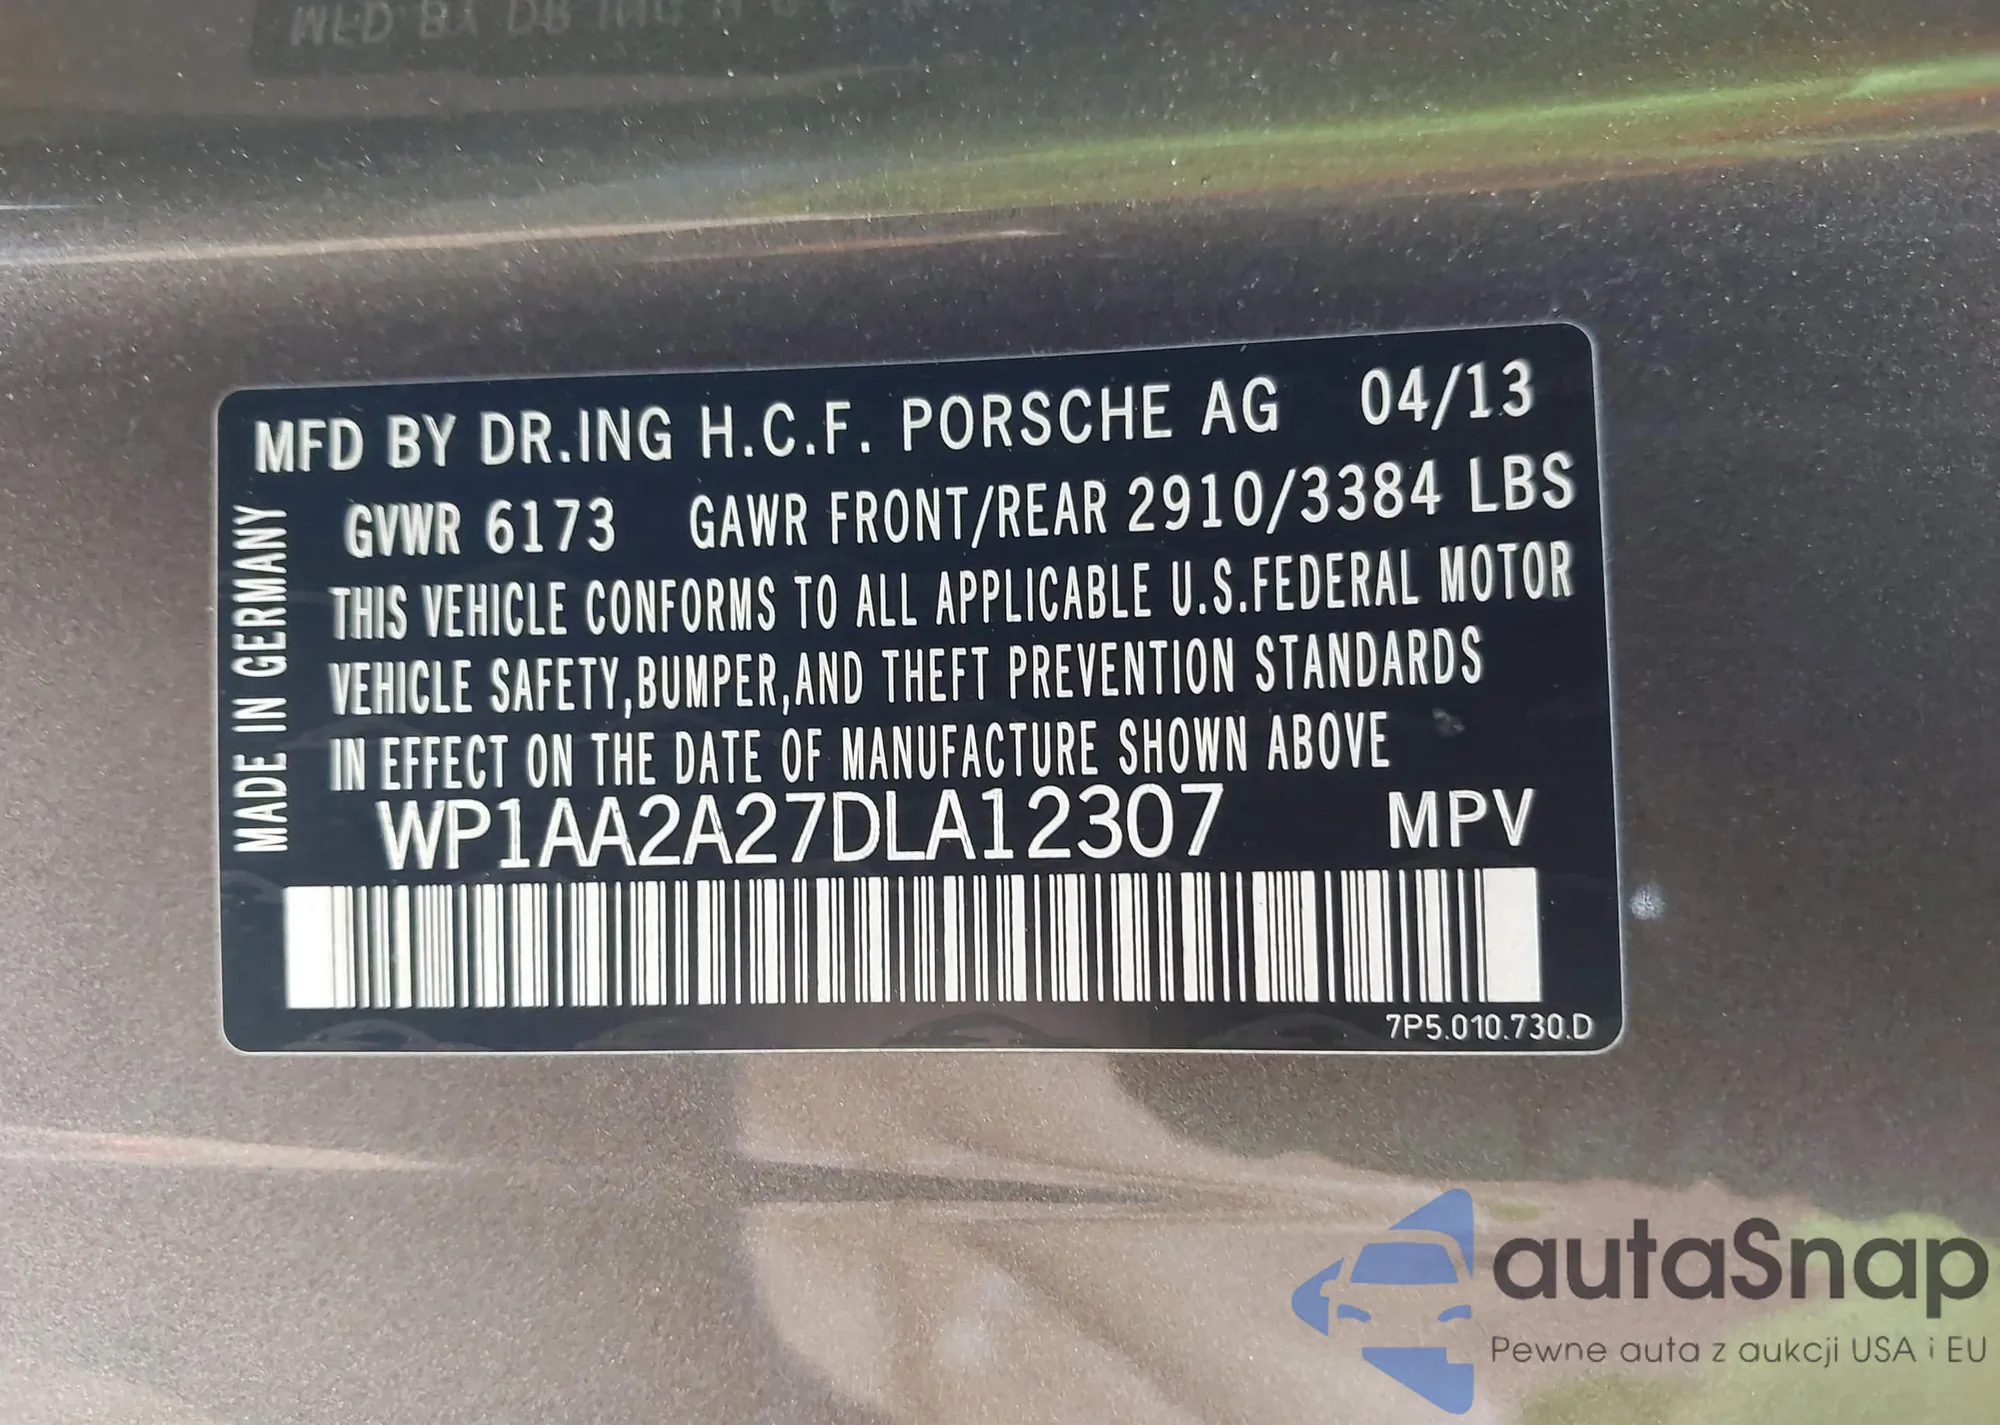 MFD BY DR.ING H.C.F. PORSCHE AG 04/13
GVWR 6173 GAWR FRONT/REAR 2910/3384 LBS
THIS VEHICLE CONFORMS TO ALL APPLICABLE U.S.FEDERAL MOTOR
VEHICLE SAFETY,BUMPER,AND THEFT PREVENTION STANDARDS
IN EFFECT ON THE DATE OF MANUFACTURE SHOWN ABOVE
WP1AA2A27DLA12307 MPV
MADE IN GERMANY
7P5.010.730.D
autaSnap
Pewne auta z aukcji USA i EU